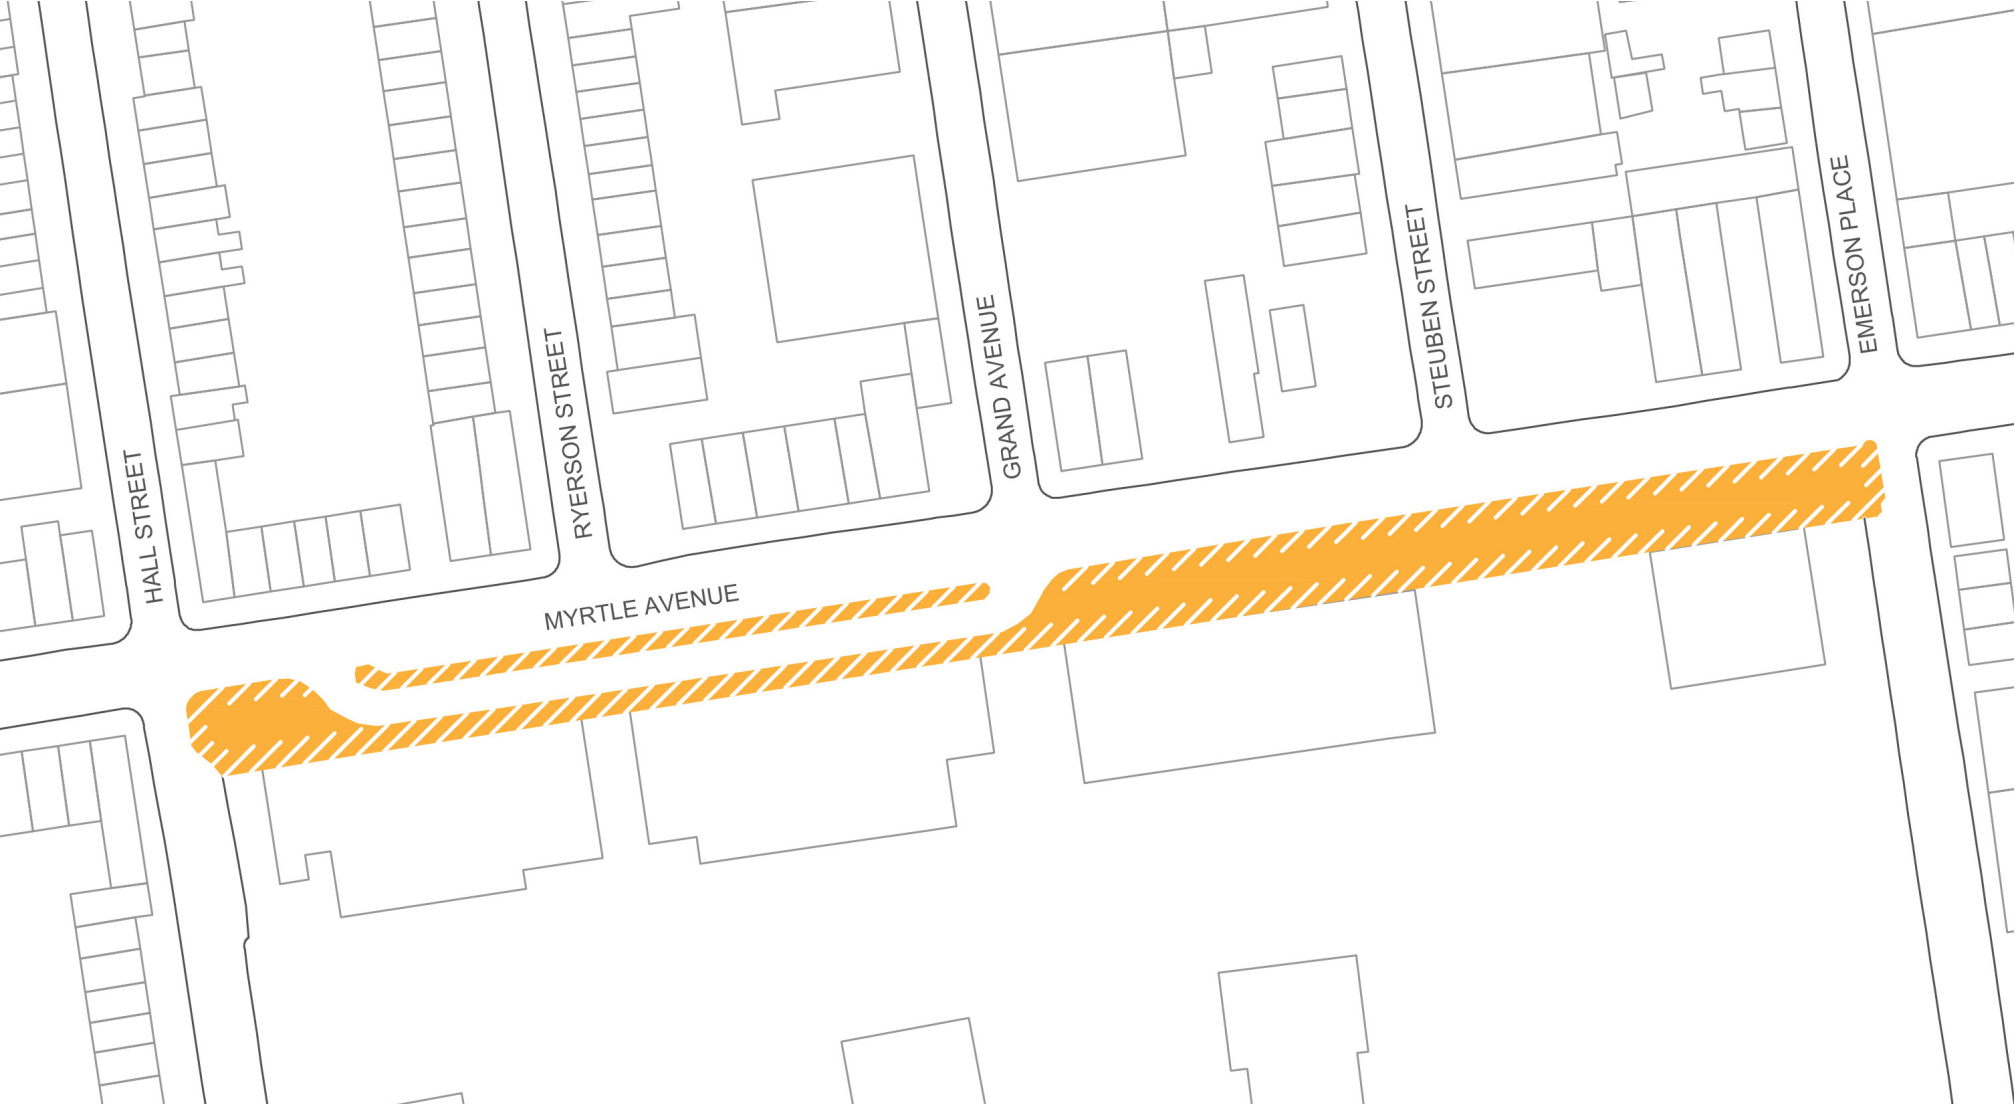 HALL STREET
RYERSON STREET
GRAND AVENUE
STEUBEN STREET
EMERSON PLACE
MYRTLE AVENUE